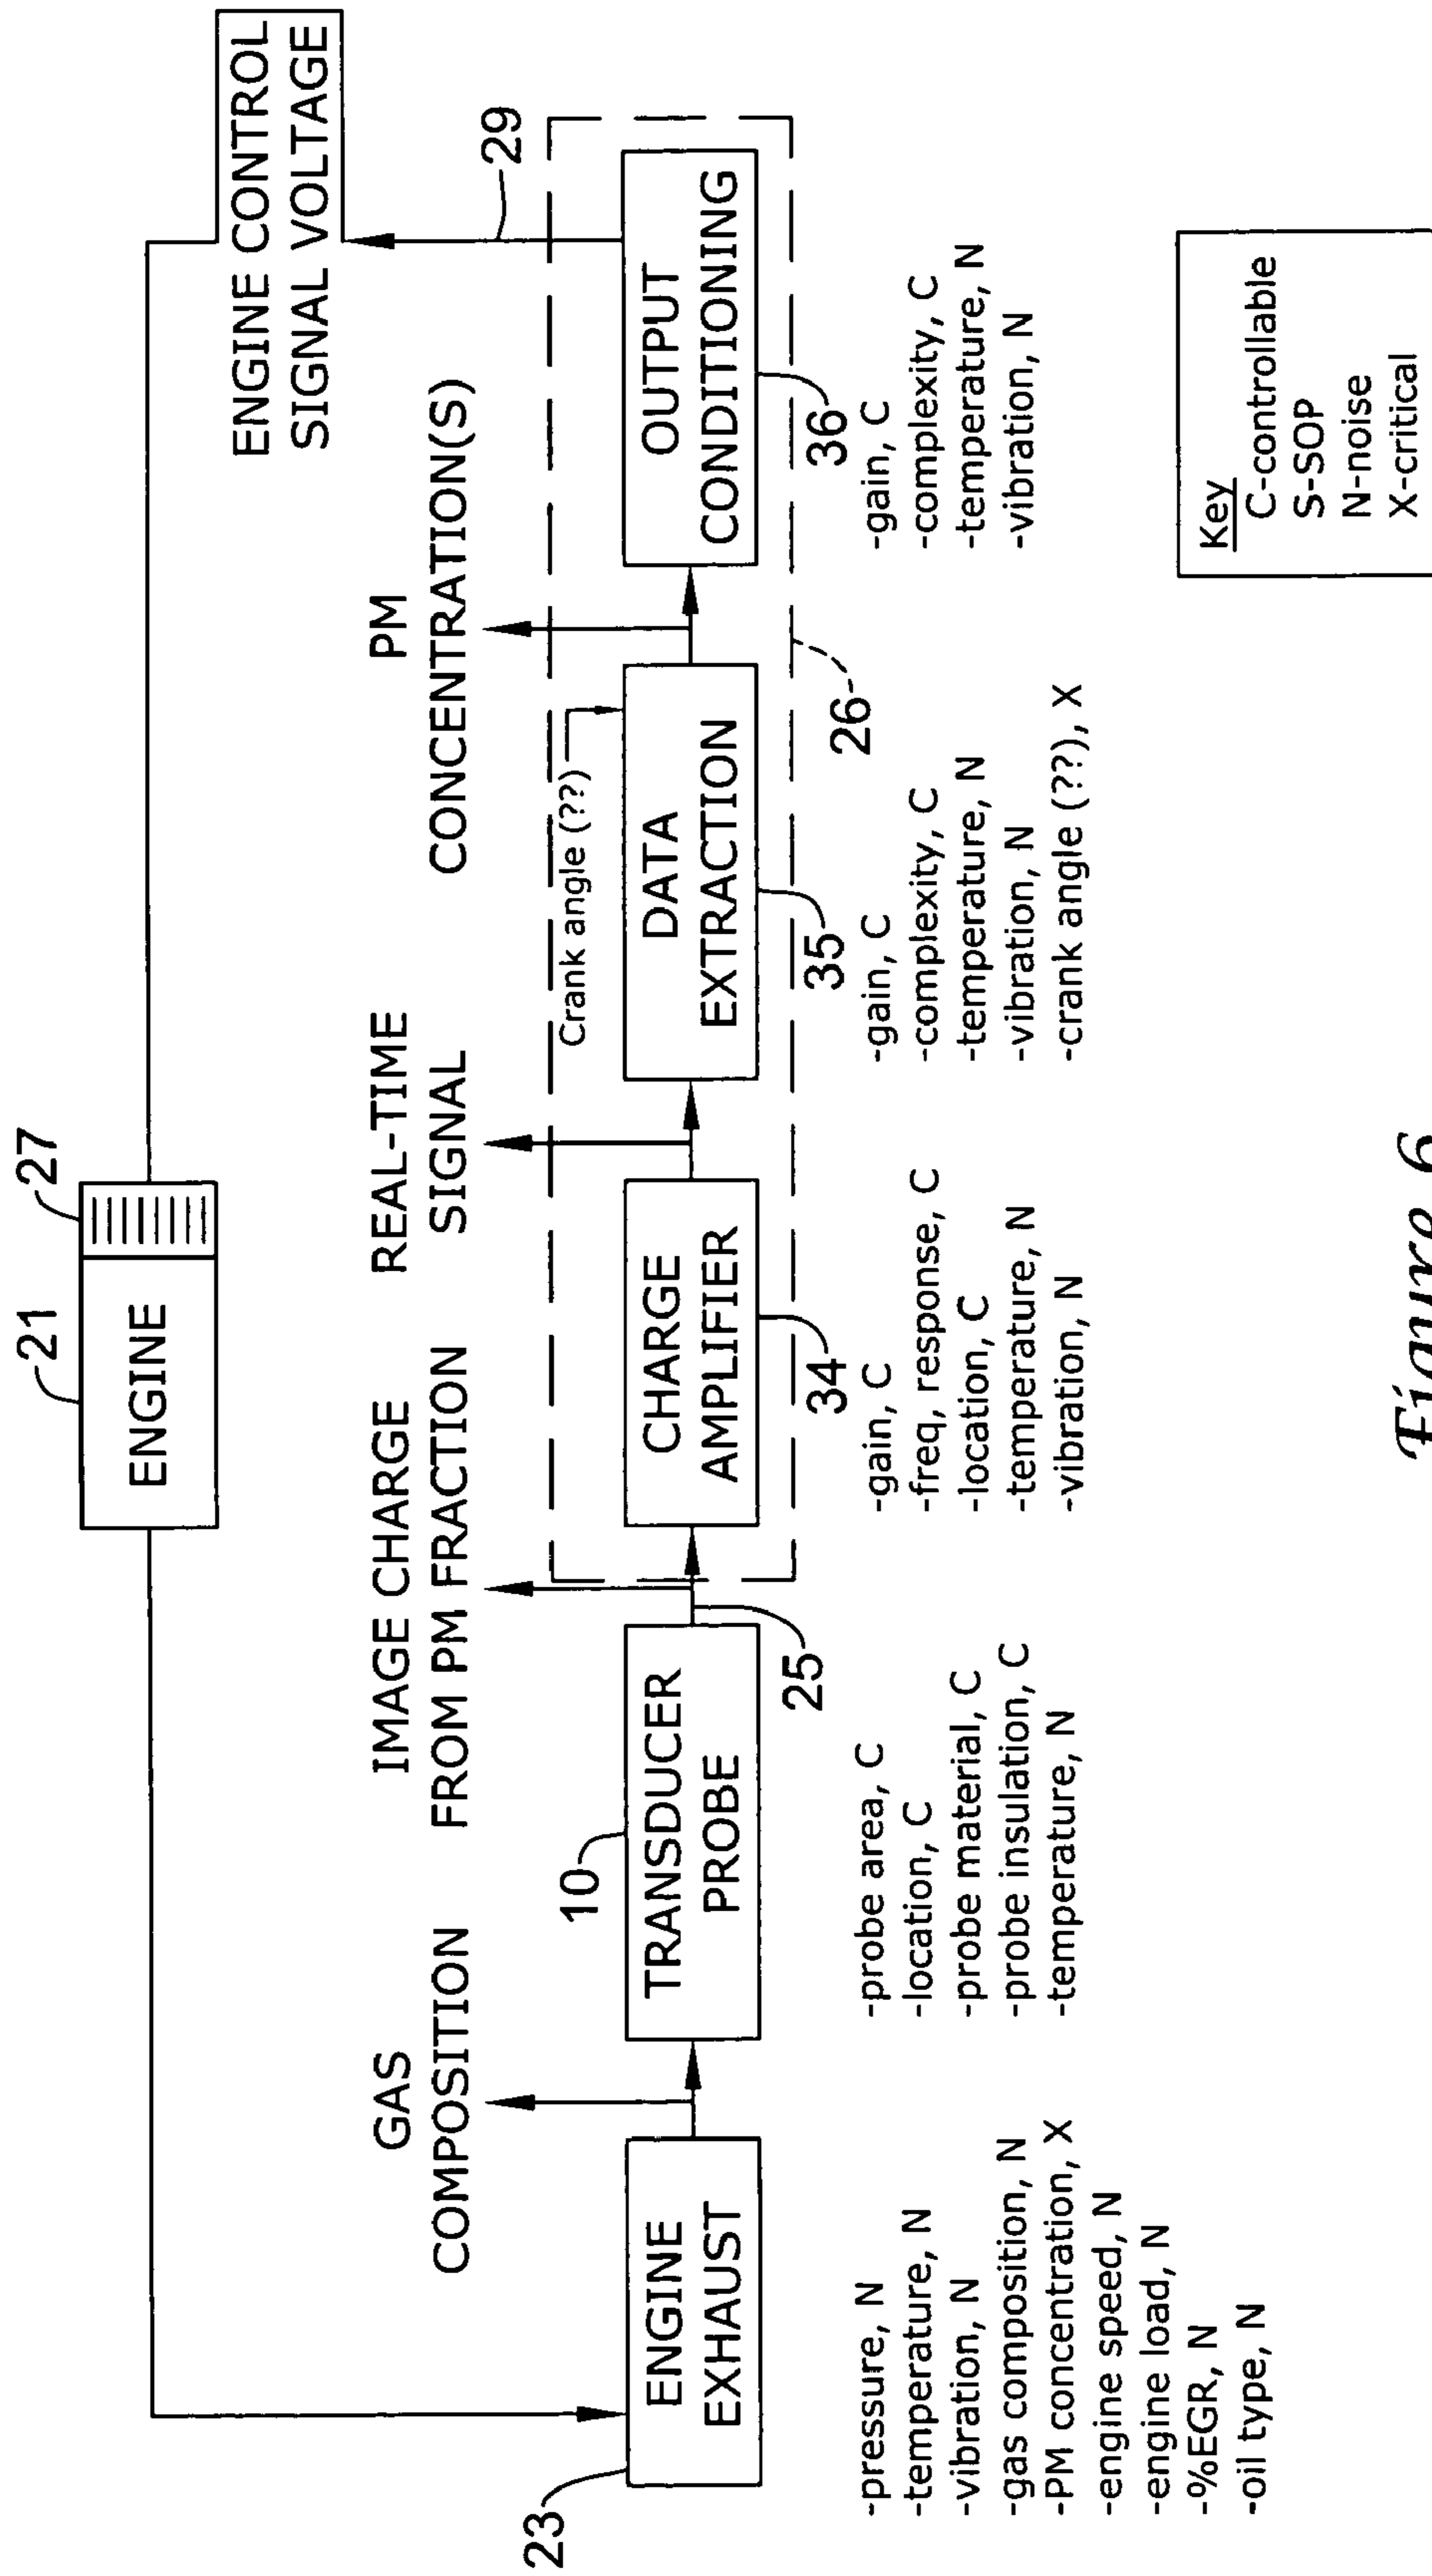 21
27
ENGINE
ENGINE CONTROL
SIGNAL VOLTAGE
GAS
COMPOSITION
IMAGE CHARGE
FROM PM FRACTION
REAL-TIME
SIGNAL
PM
CONCENTRATION(S)
29
23
ENGINE
EXHAUST
10
TRANSDUCER
PROBE
25
CHARGE
AMPLIFIER
34
Crank angle (??)
DATA
EXTRACTION
35
26
OUTPUT
CONDITIONING
36
-pressure, N
-temperature, N
-vibration, N
-gas composition, N
-PM concentration, X
-engine speed, N
-engine load, N
-%EGR, N
-oil type, N
-probe area, C
-location, C
-probe material, C
-probe insulation, C
-temperature, N
-gain, C
-freq, response, C
-location, C
-temperature, N
-vibration, N
-gain, C
-complexity, C
-temperature, N
-vibration, N
-crank angle (??), X
-gain, C
-complexity, C
-temperature, N
-vibration, N
Key
C-controllable
S-SOP
N-noise
X-critical
Figure 9